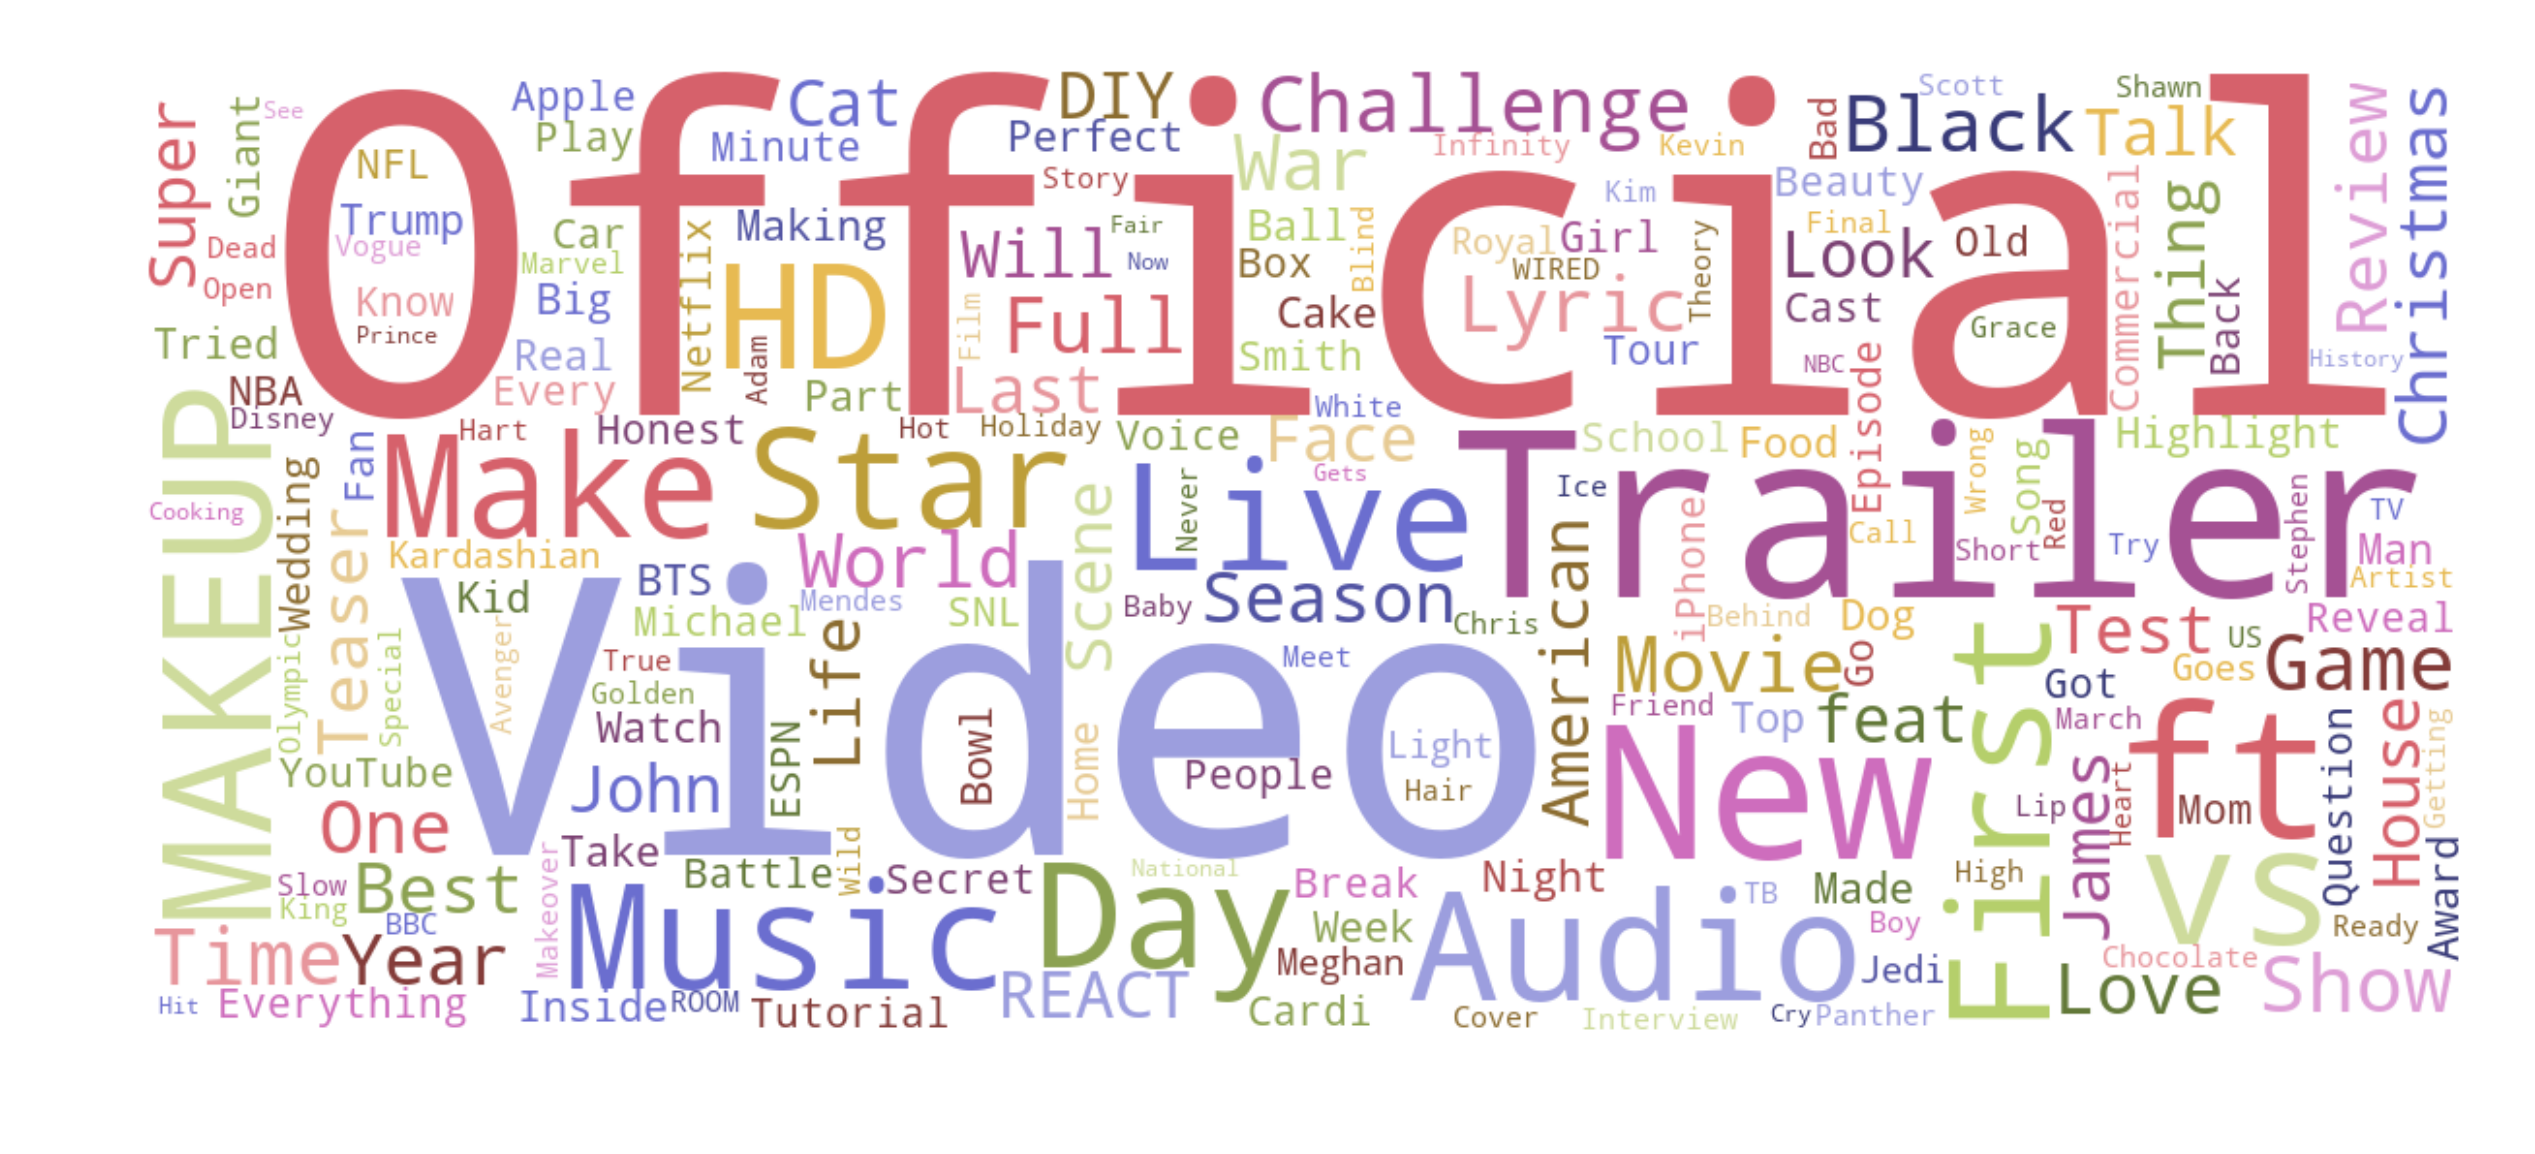 Official
Video
Trailer
Super
Giant
See
Apple
Play
Cat
Minute
DIY
Perfect
Challenge
Infinity
Kevin
Bad
Black
Scott
Shawn
Talk
Review
Christmas
NFL
Trump
Vogue
Know
Prince
Dead
Open
Tried
NBA
Disney
Car
Marvel
Big
Real
Every
Netflix
Making
HD
Adam
Part
Story
Will
Fair
Now
Film
Full
Last
War
Ball
Blind
Box
Cake
Smith
White
Kim
Royal
Girl
WIRED
Theory
Lyric
Tour
Beauty
Final
Look
Old
Cast
Grace
NBC
Episode
Commercial
Thing
Back
History
MAKEUP
Cooking
Wedding
Fan
Teaser
Hart
Make
Honest
Star
Hot
Holiday
Voice
Face
School
Food
Highlight
Kardashian
Kid
BTS
World
Mendes
Michael
SNL
Scene
Live
Never
Gets
Ice
Season
Baby
Chris
American
iPhone
Call
Wrong
Song
Red
Short
Try
Stephen
TV
Man
Artist
Reveal
Olympic
Special
Avenger
True
Golden
Watch
John
ESPN
Life
Bowl
Home
Meet
People
Light
Hair
Behind
Dog
Movie
Go
Friend
Top
feat
New
First
Test
US
Goes
Got
Game
March
ft
Mom
Heart
Lip
James
Question
House
Getting
YouTube
One
Slow
King
Best
BBC
Time
Year
Hit
Everything
Makeover
Take
Battle
Wild
Secret
Music
Inside
ROOM
Tutorial
REACT
Day
National
Break
Week
Meghan
Cardi
Night
Audio
TB
Made
Boy
Jedi
Cover
Interview
Cry
Panther
High
vs
Ready
Award
Chocolate
Love
Show